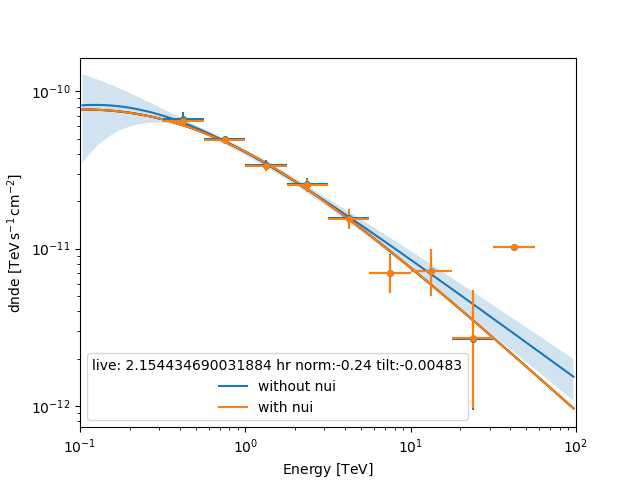 10⁻¹⁰
10⁻¹¹
10⁻¹²
dnde [TeV s⁻¹ cm⁻²]
live: 2.154434690031884 hr norm:-0.24 tilt:-0.00483
without nui
with nui
10⁻¹ 10⁰ 10¹ 10²
Energy [TeV]